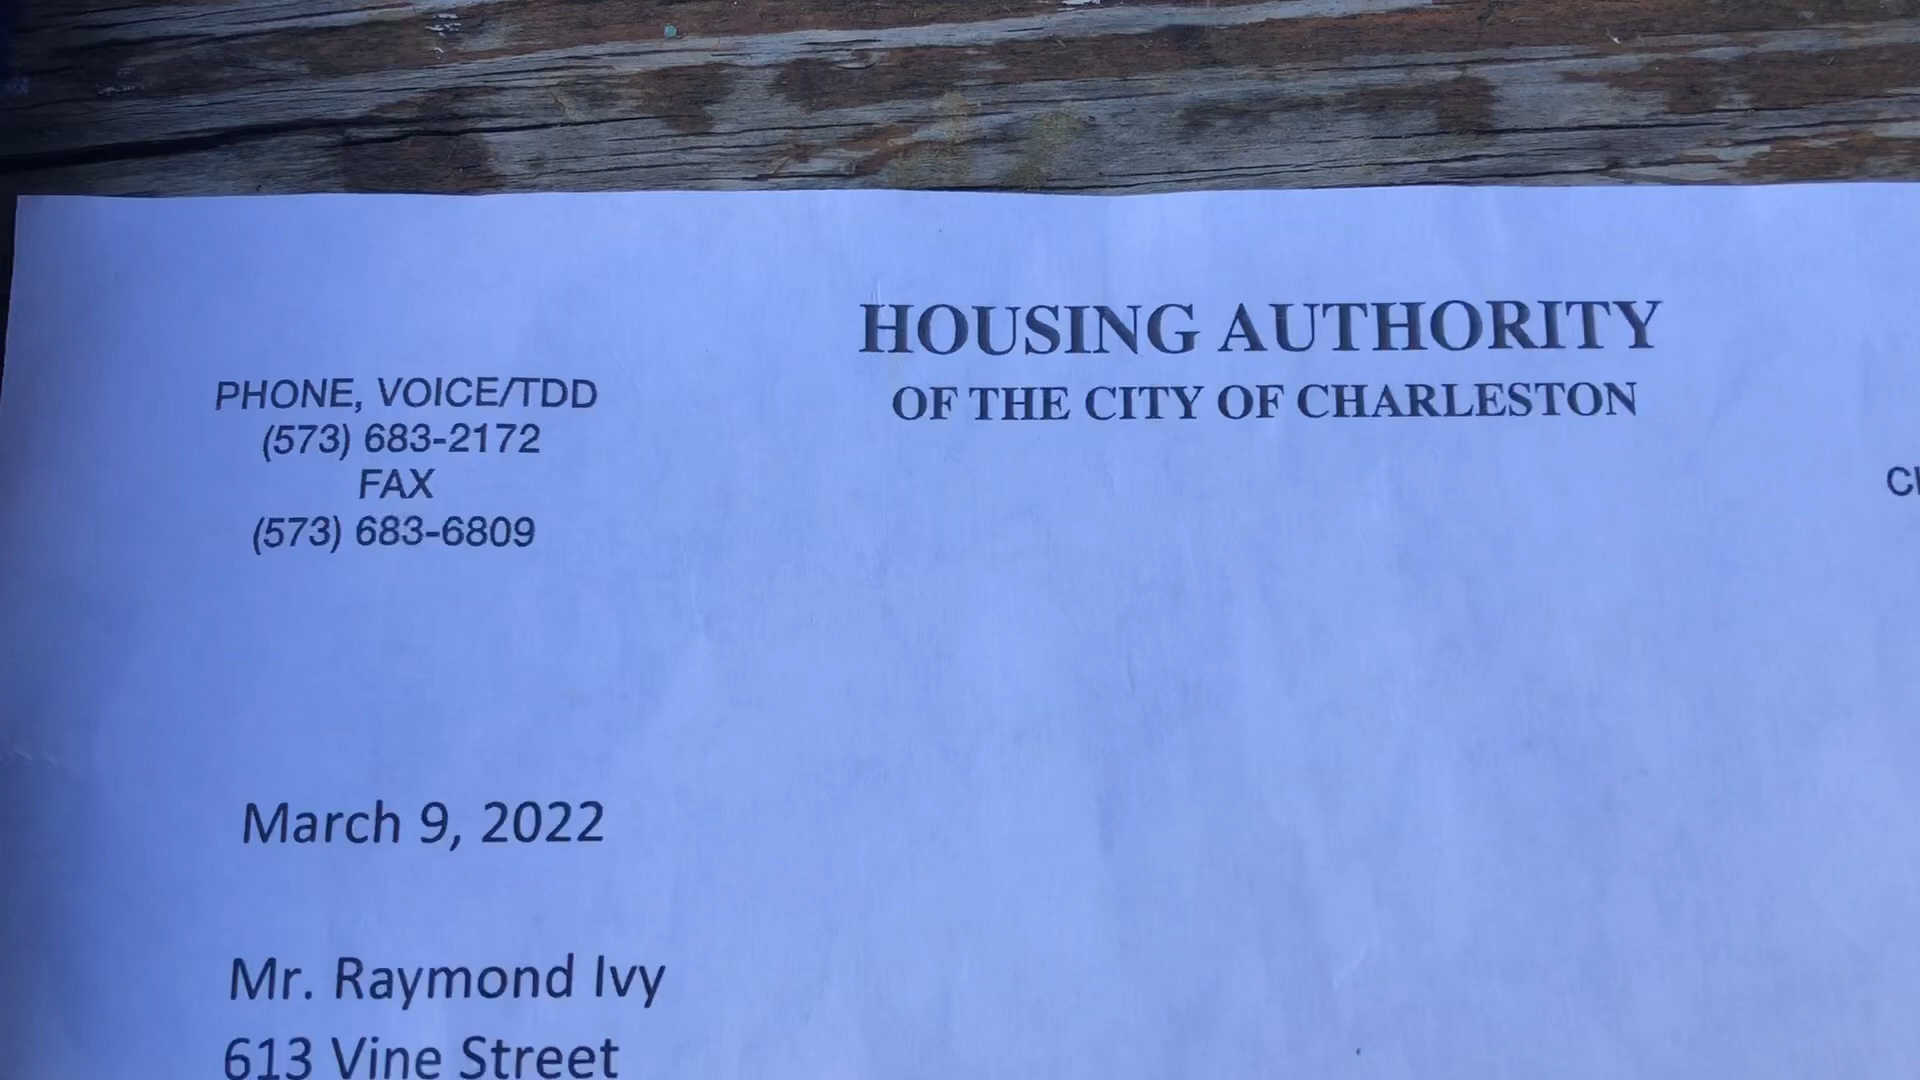 HOUSING AUTHORITY
OF THE CITY OF CHARLESTON
PHONE, VOICE/TDD
(573) 683-2172
FAX
(573) 683-6809
March 9, 2022
Mr. Raymond Ivy
613 Vine Street